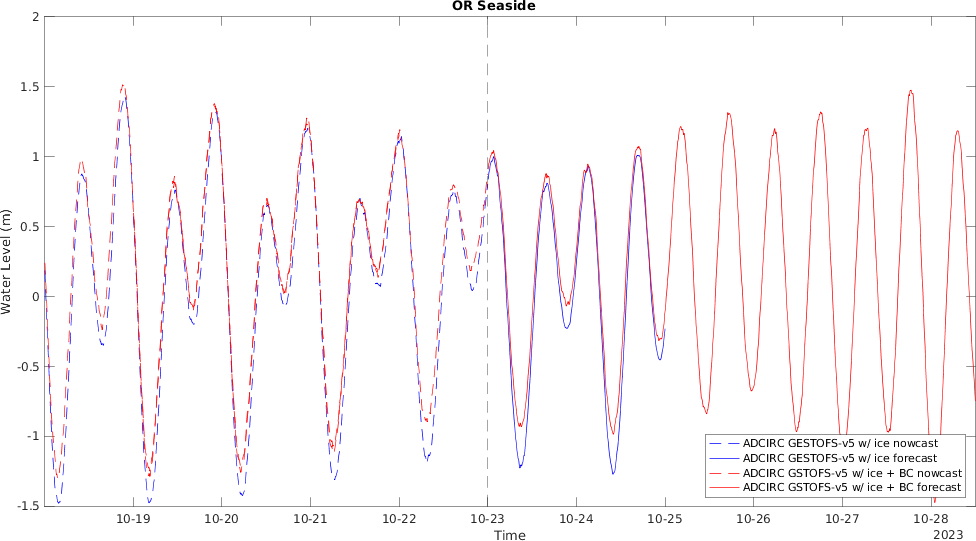 OR Seaside
Water Level (m)
2
1.5
1
0.5
0
-0.5
-1
-1.5
10-19 10-20 10-21 10-22 10-23 10-24 10-25 10-26 10-27 10-28
2023
Time
ADCIRC GESTOFS-v5 w/ ice nowcast
ADCIRC GESTOFS-v5 w/ ice forecast
ADCIRC GSTOFS-v5 w/ ice + BC nowcast
ADCIRC GSTOFS-v5 w/ ice + BC forecast